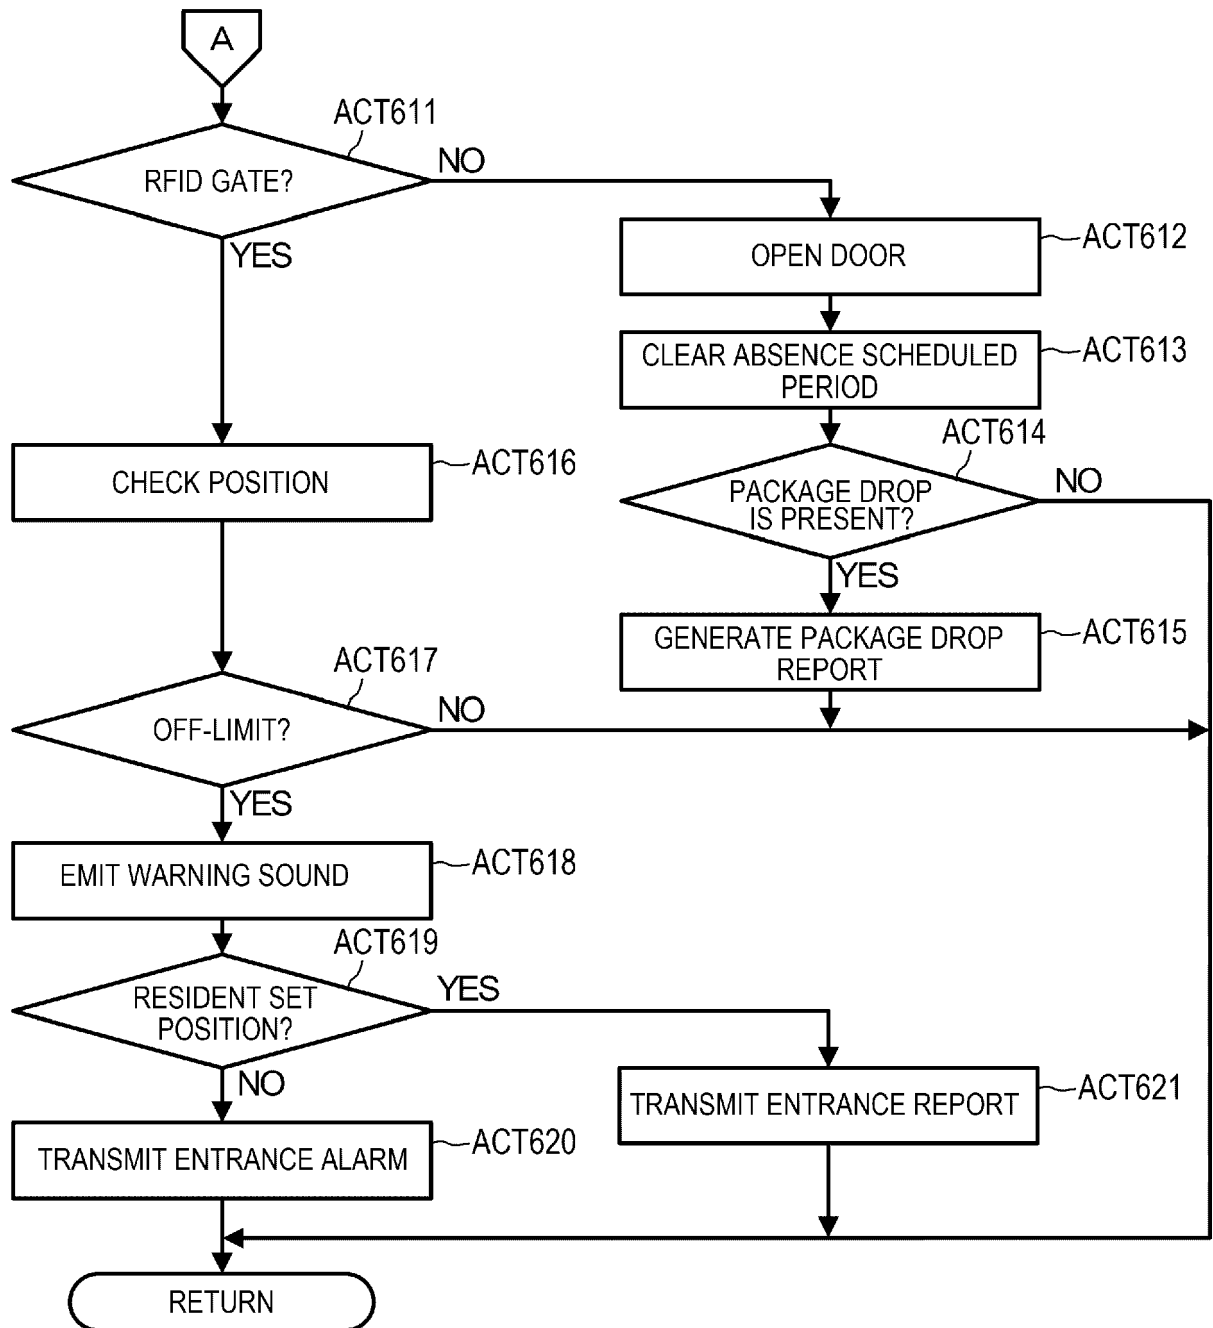 A
ACT611
RFID GATE?
NO
YES
OPEN DOOR
ACT612
CLEAR ABSENCE SCHEDULED
PERIOD
ACT613
ACT614
PACKAGE DROP
IS PRESENT?
NO
YES
CHECK POSITION
ACT616
GENERATE PACKAGE DROP
REPORT
ACT615
ACT617
OFF-LIMIT?
NO
YES
EMIT WARNING SOUND
ACT618
ACT619
RESIDENT SET
POSITION?
YES
NO
TRANSMIT ENTRANCE REPORT
ACT621
TRANSMIT ENTRANCE ALARM
ACT620
RETURN